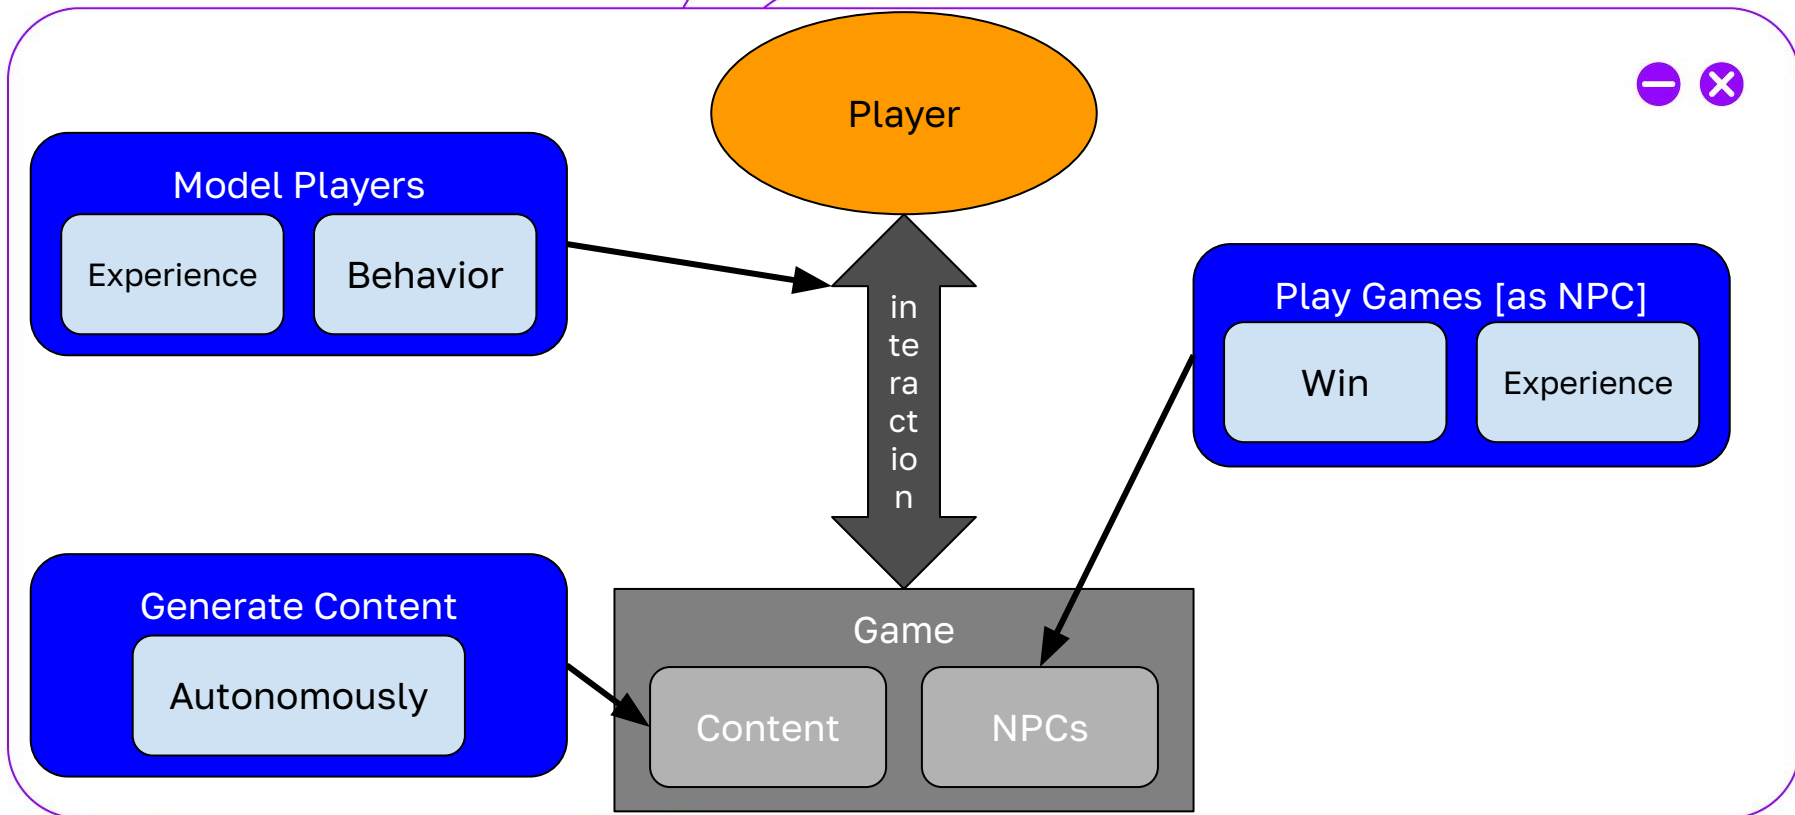 Player
Model Players
Experience
Behavior
in
te
ra
ct
io
n
Play Games [as NPC]
Win
Experience
Generate Content
Autonomously
Game
Content
NPCs